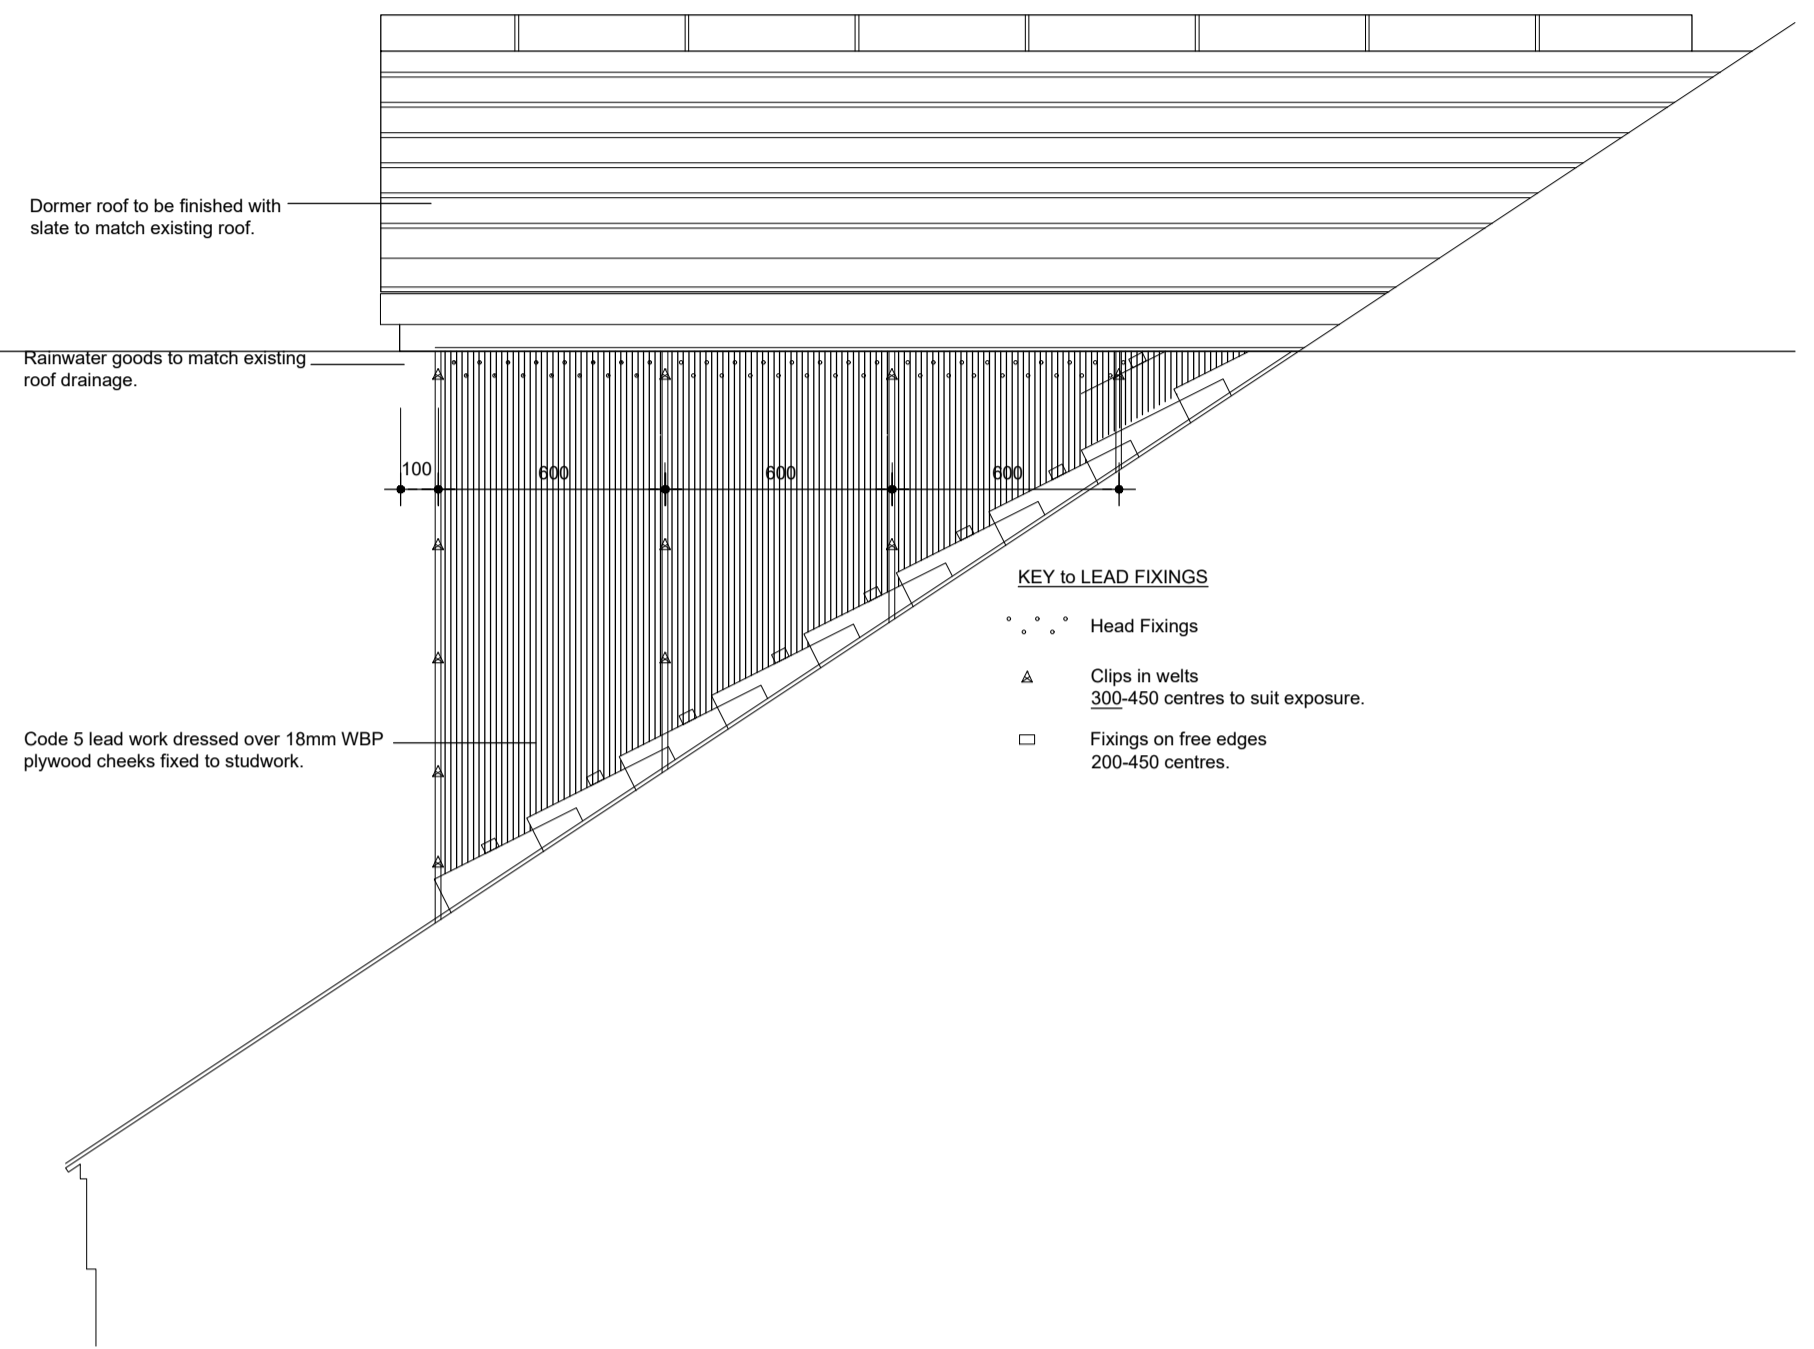 Dormer roof to be finished with
slate to match existing roof.
Rainwater goods to match existing
roof drainage.
100
600
600
600
KEY to LEAD FIXINGS
Head Fixings
Clips in welts
300-450 centres to suit exposure.
Fixings on free edges
200-450 centres.
Code 5 lead work dressed over 18mm WBP
plywood cheeks fixed to studwork.